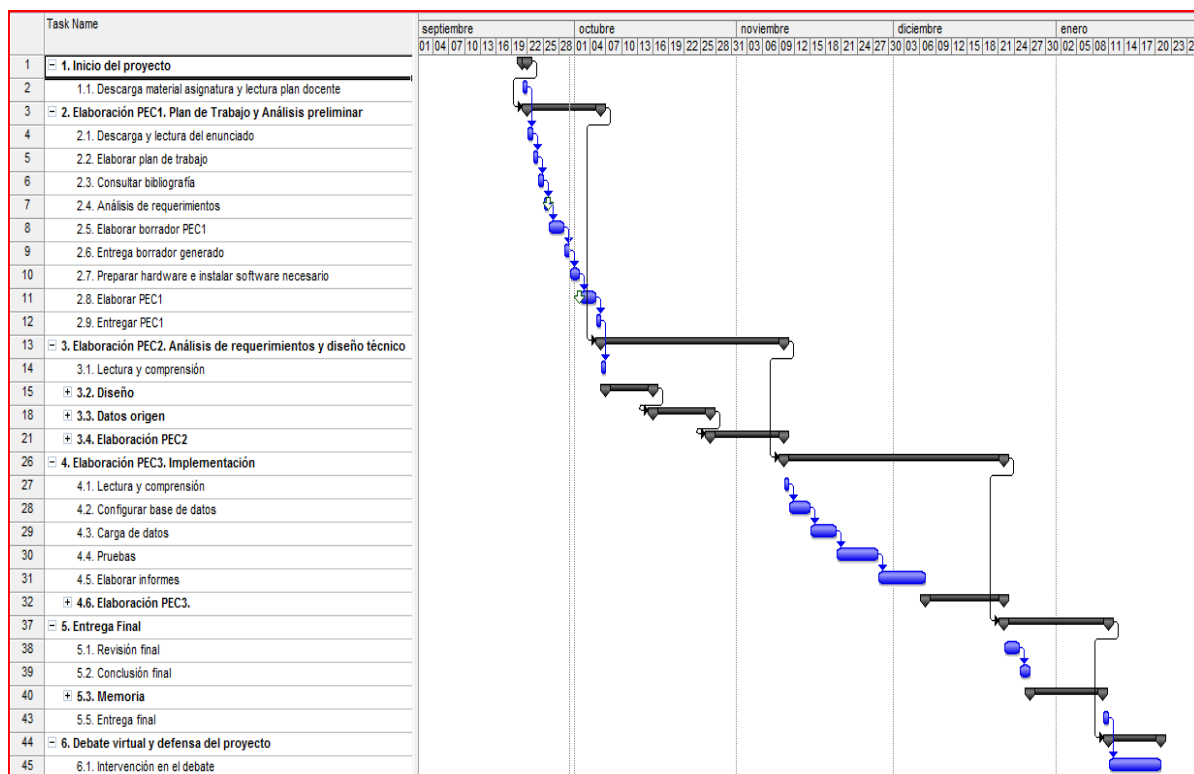 Task Name
septiembre octubre noviembre diciembre enero
01 04 07 10 13 16 19 22 25 28 01 04 07 10 13 16 19 22 25 28 31 03 06 09 12 15 18 21 24 27 30 03 06 09 12 15 18 21 24 27 30 02 05 08 11 14 17 20 23
1 1. Inicio del proyecto
2 1.1. Descarga material asignatura y lectura plan docente
3 2. Elaboración PEC1. Plan de Trabajo y Análisis preliminar
4 2.1. Descarga y lectura del enunciado
5 2.2. Elaborar plan de trabajo
6 2.3. Consultar bibliografía
7 2.4. Análisis de requerimientos
8 2.5. Elaborar borrador PEC1
9 2.6. Entrega borrador generado
10 2.7. Preparar hardware e instalar software necesario
11 2.8. Elaborar PEC1
12 2.9. Entregar PEC1
13 3. Elaboración PEC2. Análisis de requerimientos y diseño técnico
14 3.1. Lectura y comprensión
15 3.2. Diseño
18 3.3. Datos origen
21 3.4. Elaboración PEC2
26 4. Elaboración PEC3. Implementación
27 4.1. Lectura y comprensión
28 4.2. Configurar base de datos
29 4.3. Carga de datos
30 4.4. Pruebas
31 4.5. Elaborar informes
32 4.6. Elaboración PEC3.
37 5. Entrega Final
38 5.1. Revisión final
39 5.2. Conclusión final
40 5.3. Memoria
43 5.5. Entrega final
44 6. Debate virtual y defensa del proyecto
45 6.1. Intervención en el debate